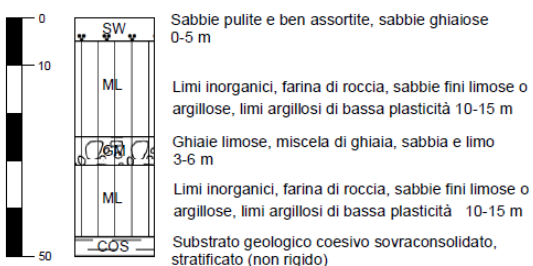 0
SW
Sabbie pulite e ben assortite, sabbie ghiaiose
0-5 m
10
ML
Limi inorganici, farina di roccia, sabbie fini limose o
argillose, limi argillosi di bassa plasticità 10-15 m
GM
Ghiaie limose, miscela di ghiaia, sabbia e limo
3-6 m
ML
Limi inorganici, farina di roccia, sabbie fini limose o
argillose, limi argillosi di bassa plasticità 10-15 m
COS
Substrato geologico coesivo sovraconsolidato,
stratificato (non rigido)
50